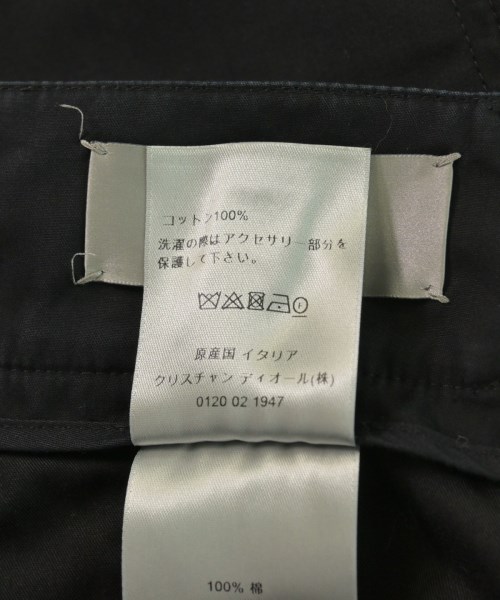 コットン100%
洗濯の際はアクセサリー部分を
保護して下さい。
原産国 イタリア
クリスチャン ディオール(株)
0120 02 1947
100% 棉